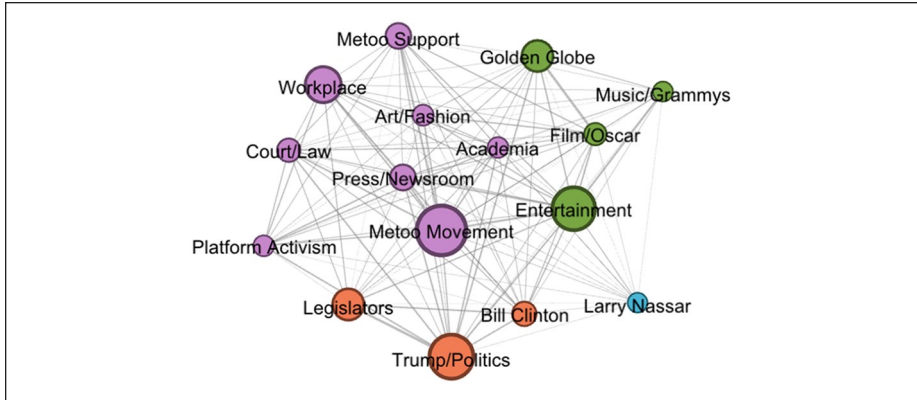 Metoo Support
Golden Globe
Workplace
Music/Grammys
Art/Fashion
Film/Oscar
Court/Law
Academia
Press/Newsroom
Entertainment
Metoo Movement
Platform Activism
Legislators
Bill Clinton
Larry Nassar
Trump/Politics